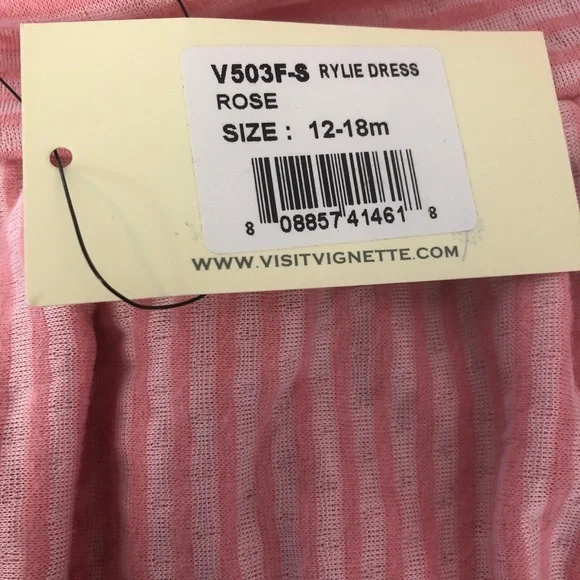 V503F-S RYLIE DRESS
ROSE
SIZE : 12-18m
8 08857 41461 8
WWW.VISITVIGNETTE.COM